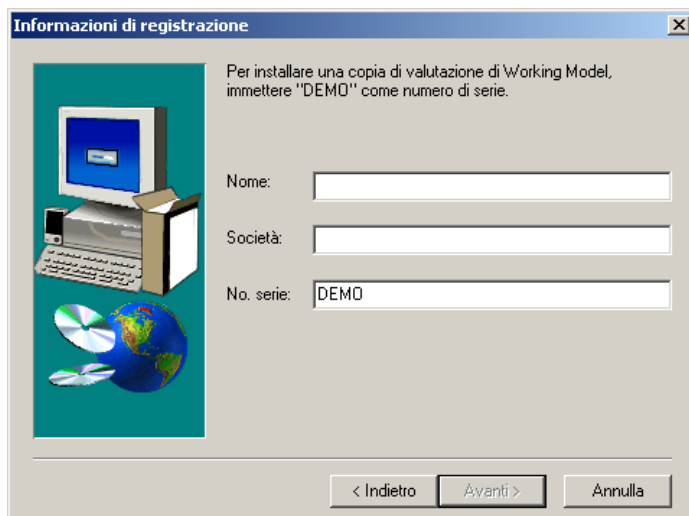 Informazioni di registrazione
Per installare una copia di valutazione di Working Model,
immettere "DEMO" come numero di serie.
Nome:
Società:
No. serie: DEMO
< Indietro Avanti > Annulla